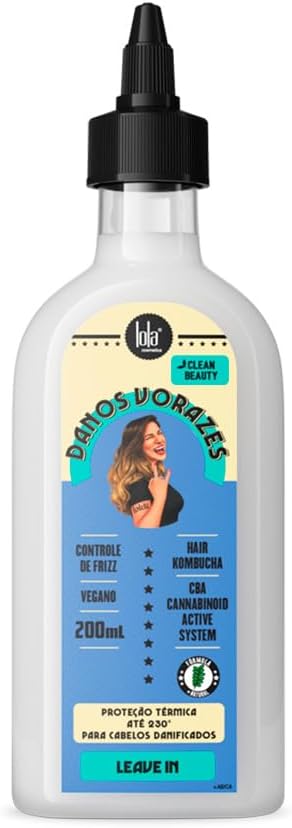 lola
cosmetics
CLEAN
BEAUTY
DANOS VORAZES
CONTROLE
DE FRIZZ
VEGANO
200mL
HAIR
KOMBUCHA
CBA
CANNABINOID
ACTIVE
SYSTEM
FÓRMULA
NATURAL
PROTEÇÃO TÉRMICA
ATÉ 230°
PARA CABELOS DANIFICADOS
LEAVE IN